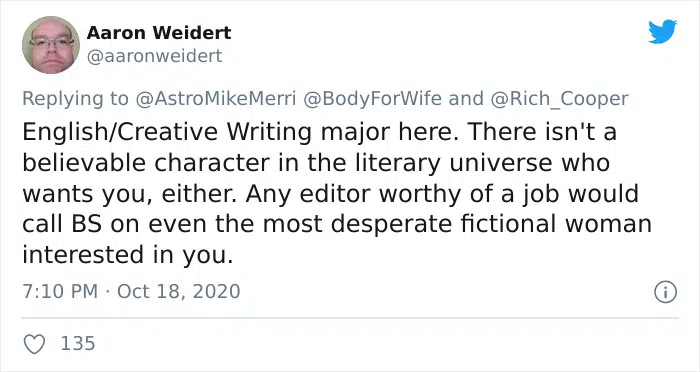 Aaron Weidert
@aaronweidert
Replying to @AstroMikeMerri @BodyForWife and @Rich_Cooper
English/Creative Writing major here. There isn't a
believable character in the literary universe who
wants you, either. Any editor worthy of a job would
call BS on even the most desperate fictional woman
interested in you.
7:10 PM · Oct 18, 2020
135